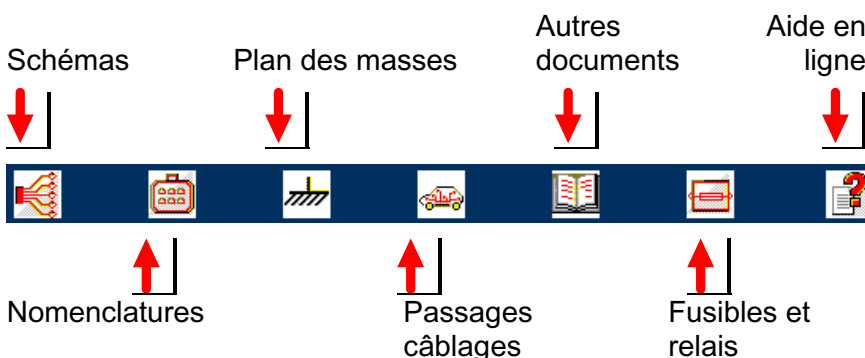 Schémas
Plan des masses
Autres
documents
Aide en
ligne
Nomenclatures
Passages
câblages
Fusibles et
relais